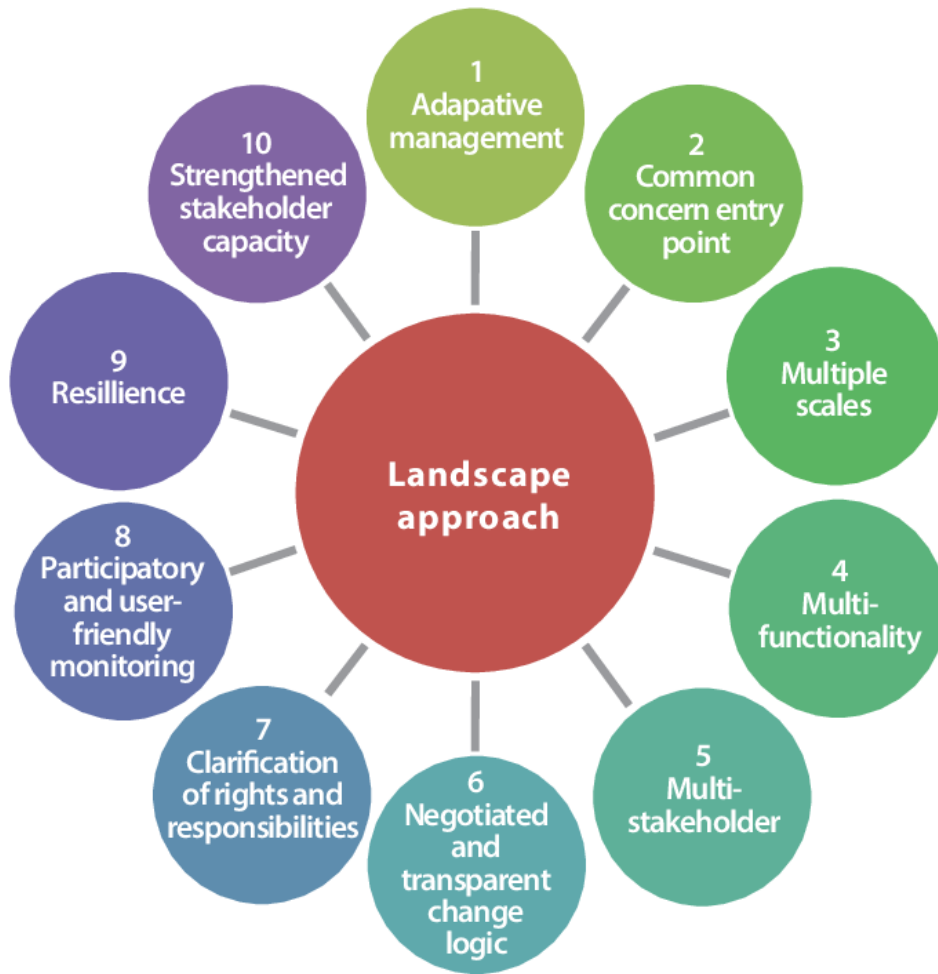 1
Adapative
management
2
Common
concern entry
point
3
Multiple
scales
4
Multi-
functionality
5
Multi-
stakeholder
6
Negotiated
and
transparent
change
logic
7
Clarification
of rights and
responsibilities
8
Participatory
and user-
friendly
monitoring
9
Resillience
10
Strengthened
stakeholder
capacity
Landscape
approach